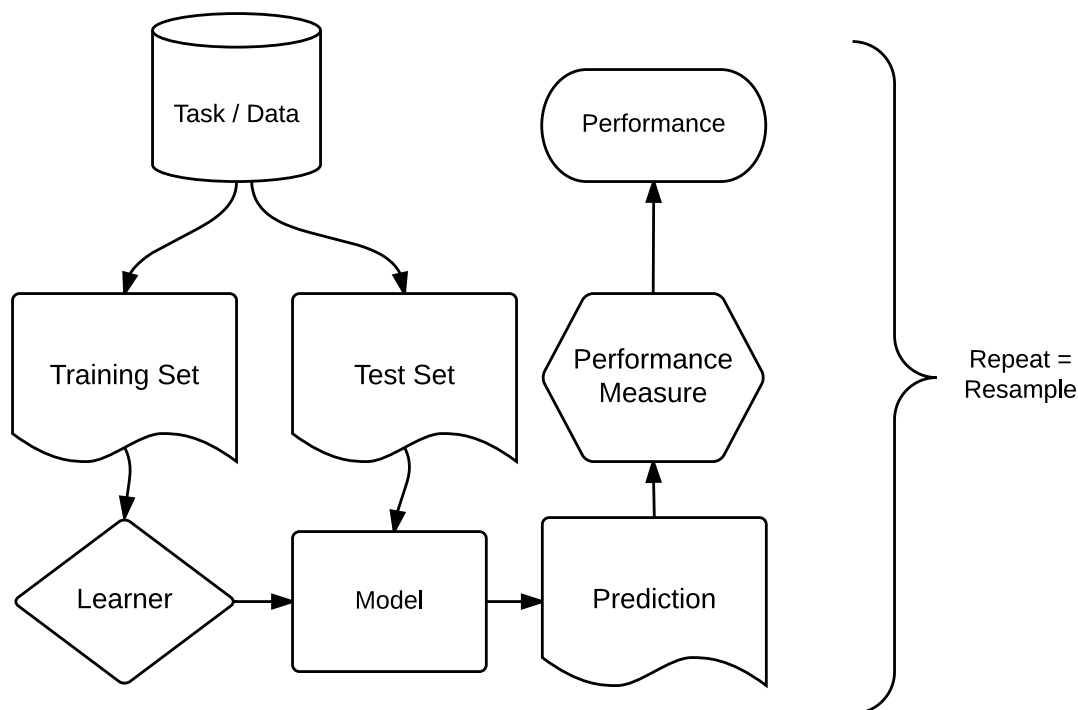 Task / Data
Performance
Training Set
Test Set
Performance
Measure
Repeat =
Resample
Learner
Model
Prediction